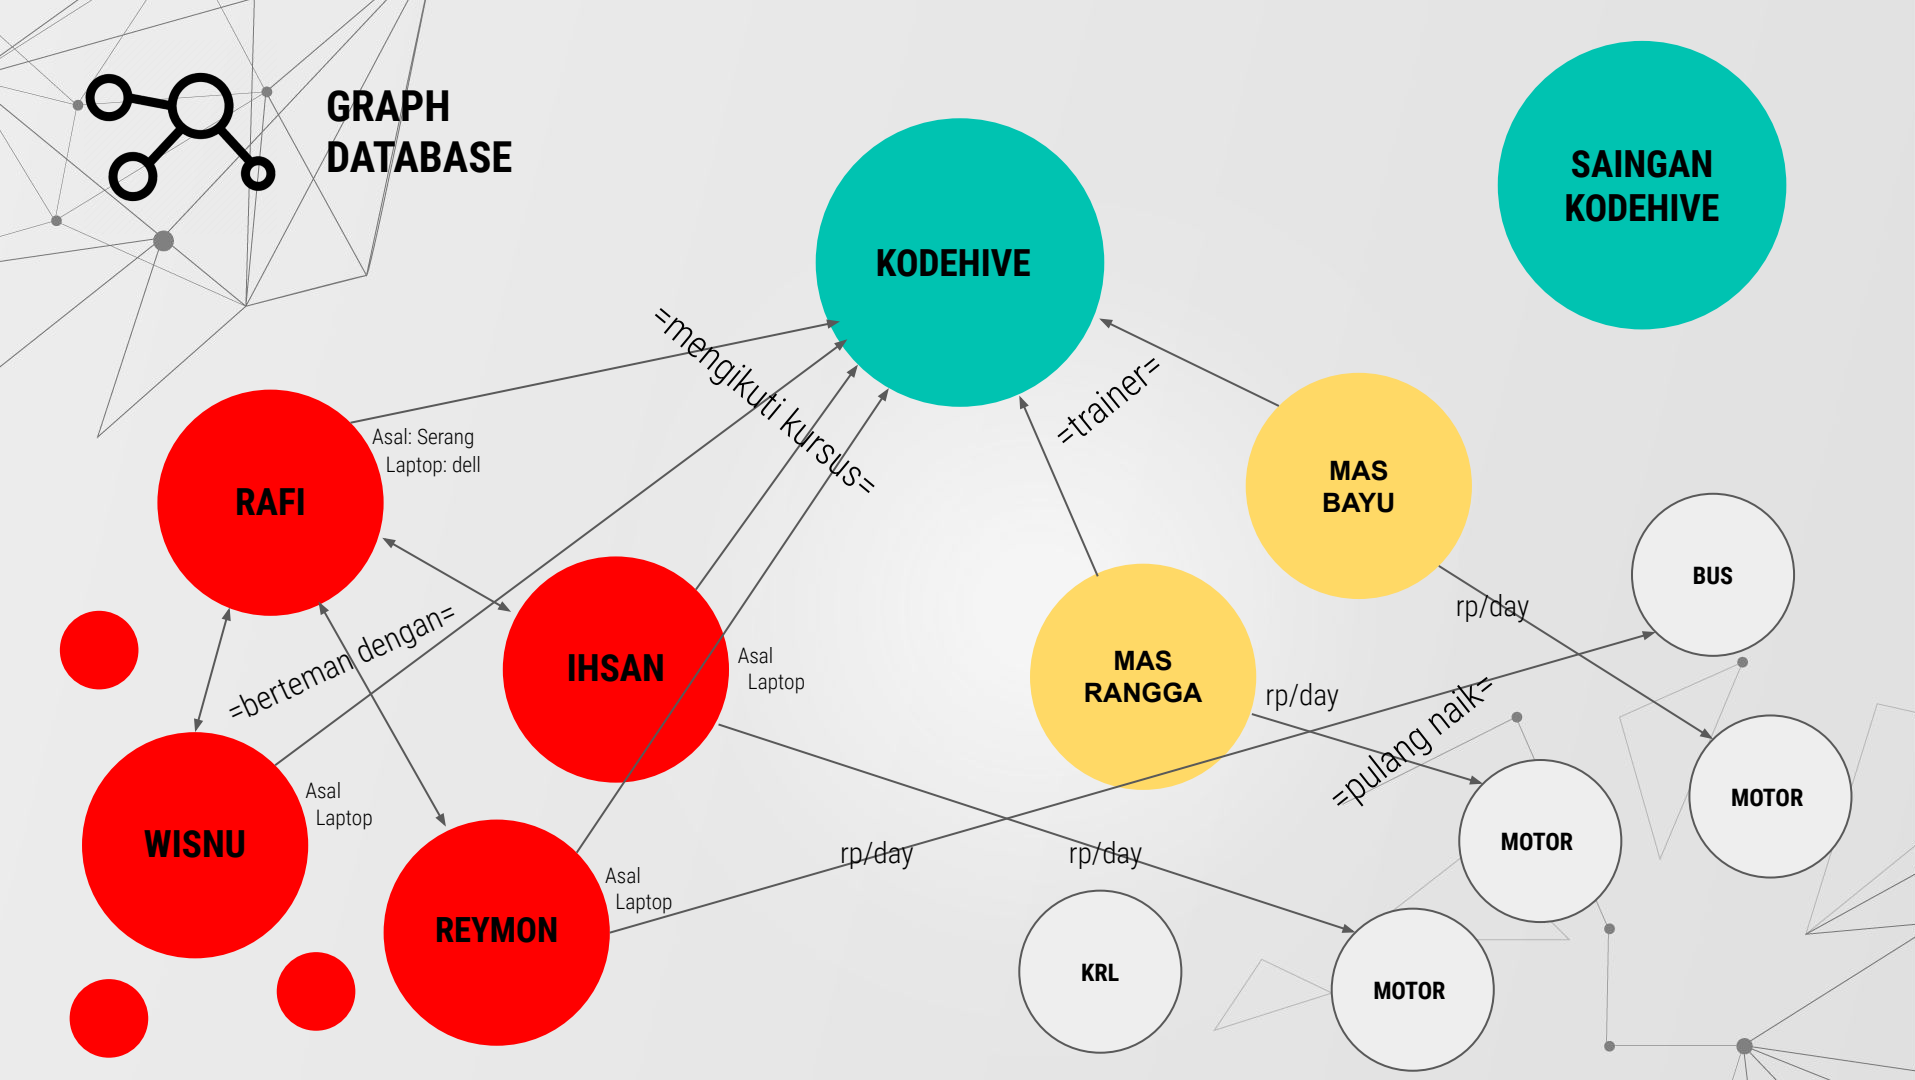 GRAPH
DATABASE
SAINGAN
KODEHIVE
KODEHIVE
=mengikuti kursus=
=trainer=
RAFI
Asal: Serang
Laptop: dell
MAS
BAYU
BUS
rp/day
=berteman dengan=
IHSAN
Asal
Laptop
MAS
RANGGA
rp/day
=pulang naik=
WISNU
Asal
Laptop
MOTOR
MOTOR
rp/day
rp/day
REYMON
Asal
Laptop
KRL
MOTOR